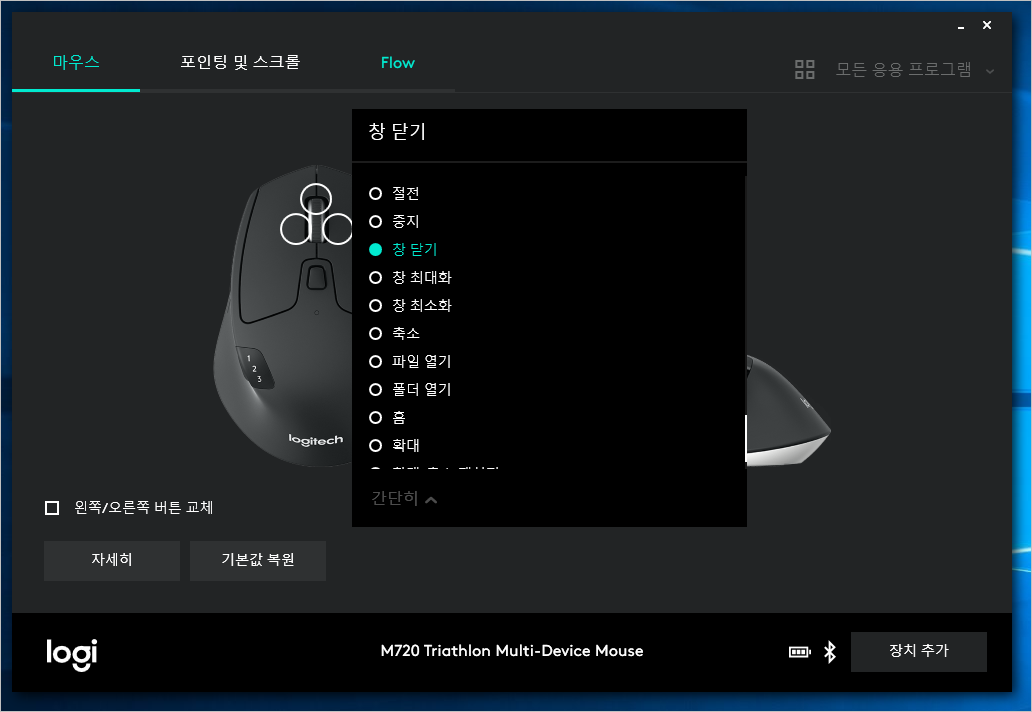 마우스
포인팅 및 스크롤
Flow
모든 응용 프로그램
창 닫기
절전
중지
창 닫기
창 최대화
창 최소화
축소
파일 열기
폴더 열기
홈
확대
간단히
1
2
3
logitech
왼쪽/오른쪽 버튼 교체
자세히
기본값 복원
logi
M720 Triathlon Multi-Device Mouse
장치 추가